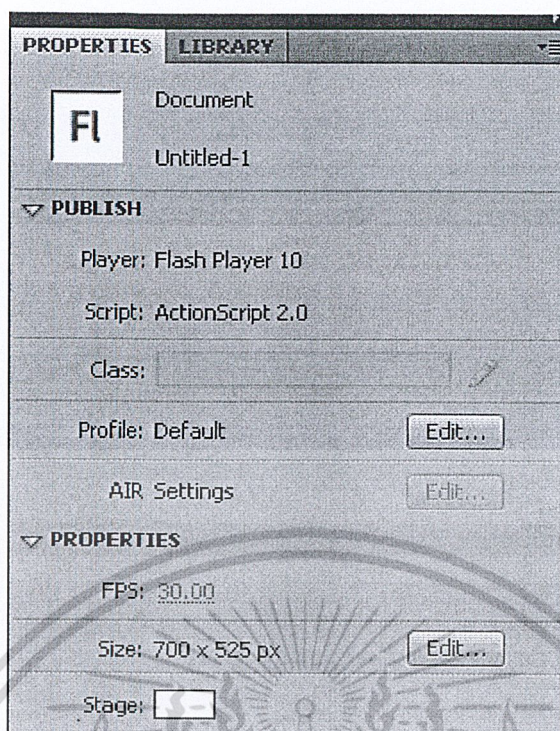 PROPERTIES LIBRARY
Fl
Document
Untitled-1
PUBLISH
Player: Flash Player 10
Script: ActionScript 2.0
Class:
Profile: Default Edit...
AIR Settings Edit...
PROPERTIES
FPS: 30.00
Size: 700 x 525 px Edit...
Stage: